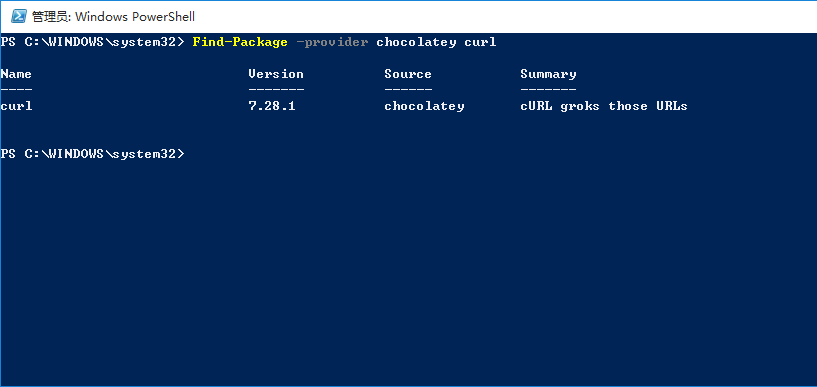 管理员: Windows PowerShell
PS C:\WINDOWS\system32> Find-Package -provider chocolatey curl
Name Version Source Summary
---- ------- ------ -------
curl 7.28.1 chocolatey cURL groks those URLs
PS C:\WINDOWS\system32>